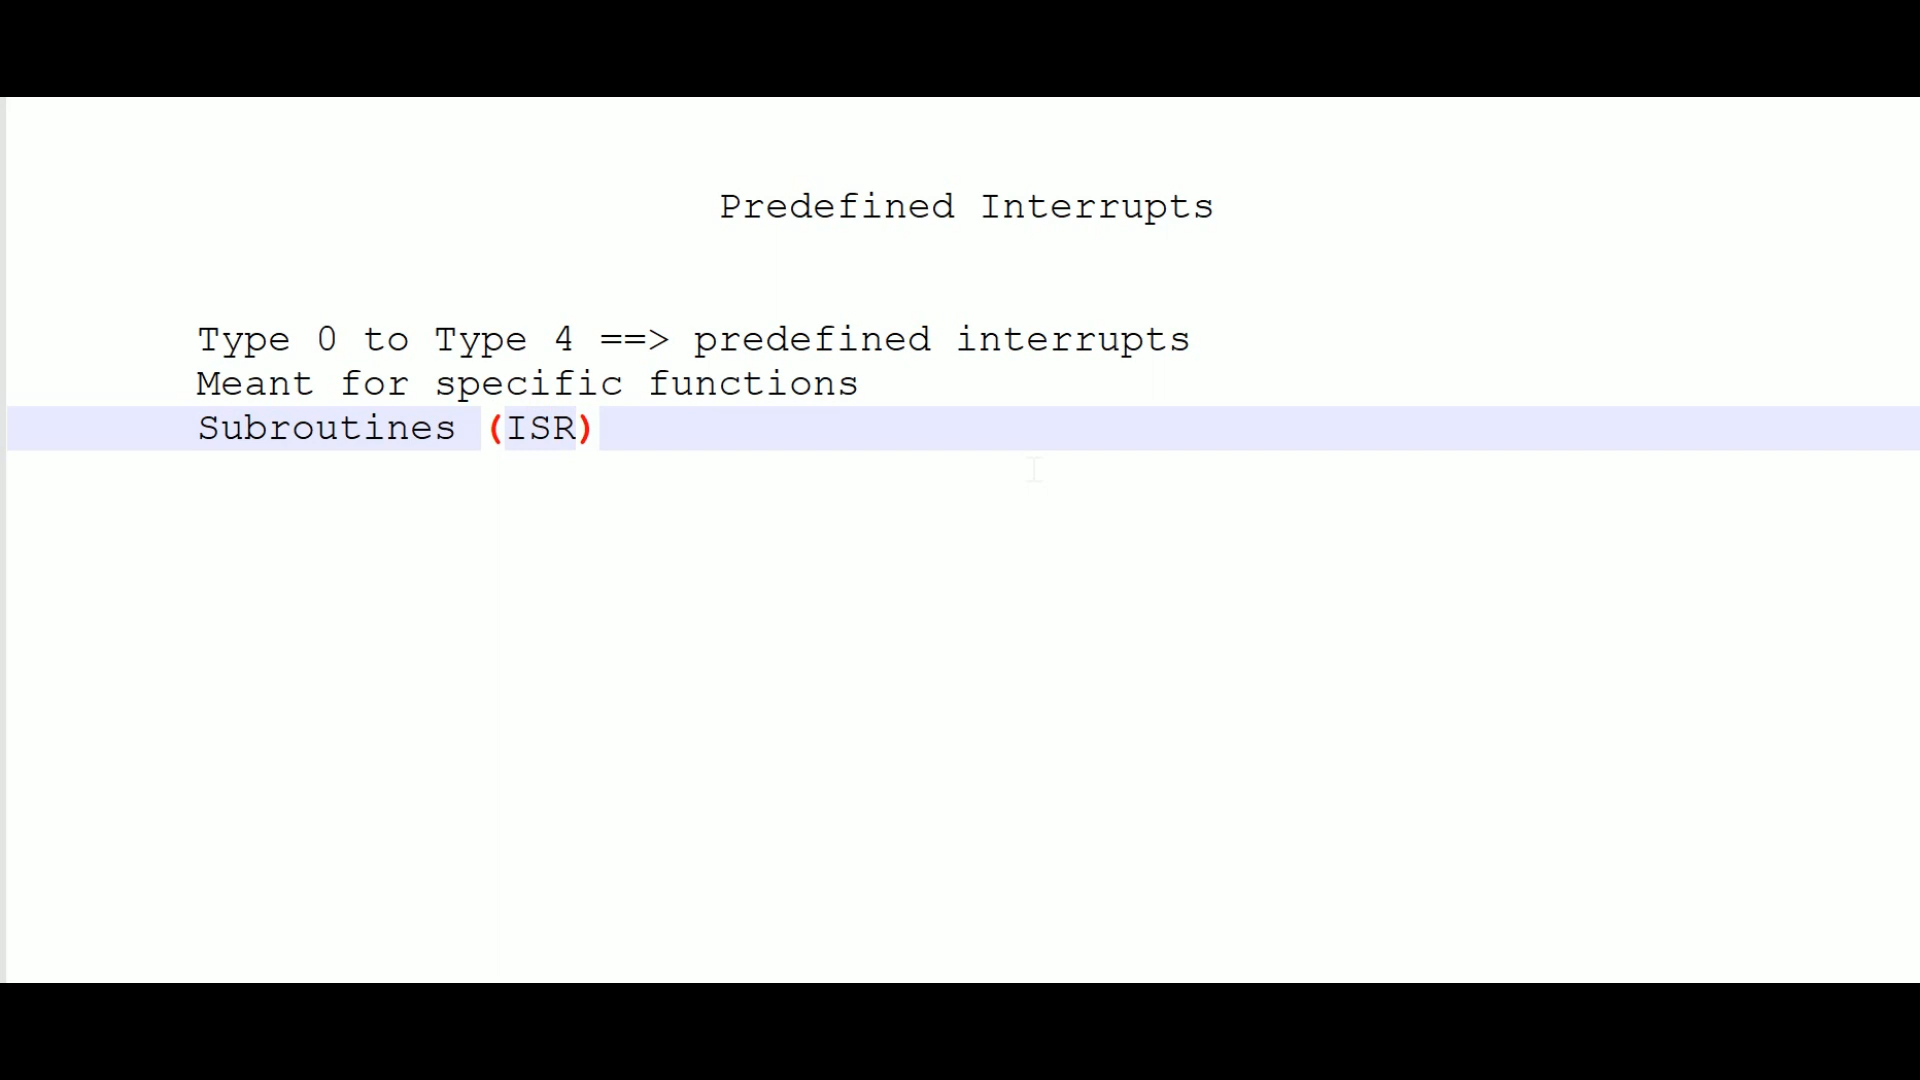 Predefined Interrupts
Type 0 to Type 4 ==> predefined interrupts
Meant for specific functions
Subroutines (ISR)